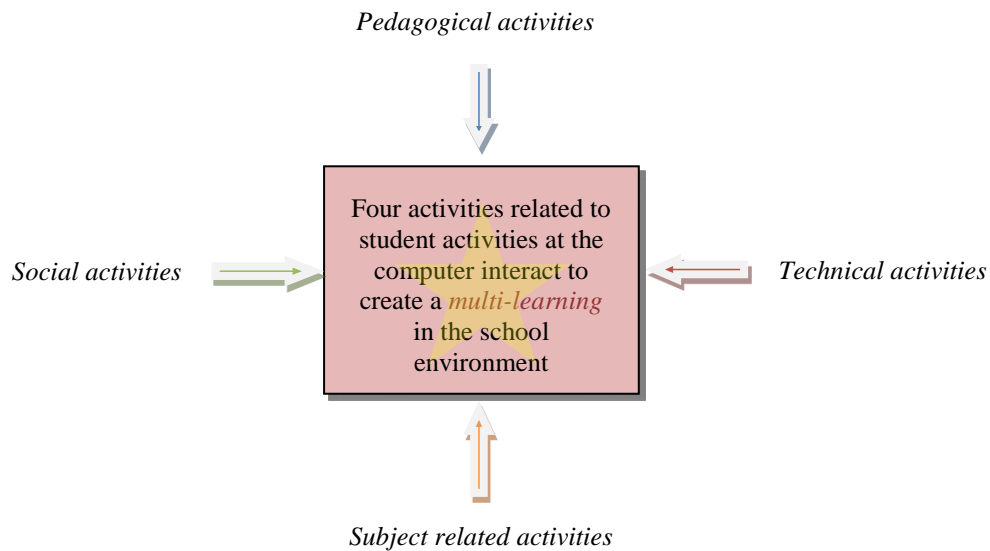 Pedagogical activities
Four activities related to
student activities at the
computer interact to
create a multi-learning
in the school
environment
Social activities
Technical activities
Subject related activities